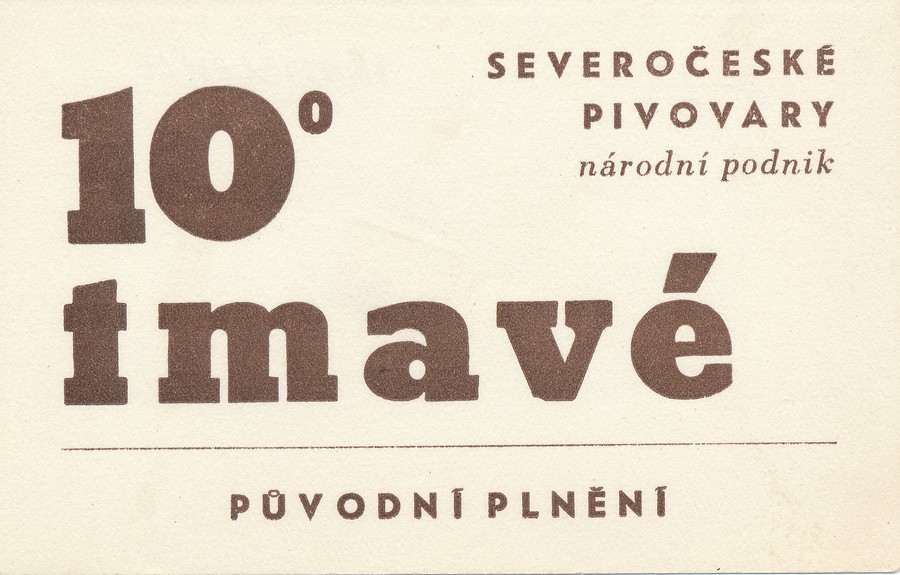 SEVEROČESKÉ
PIVOVARY
národní podnik
10°
tmavé
PŮVODNÍ PLNĚNÍ